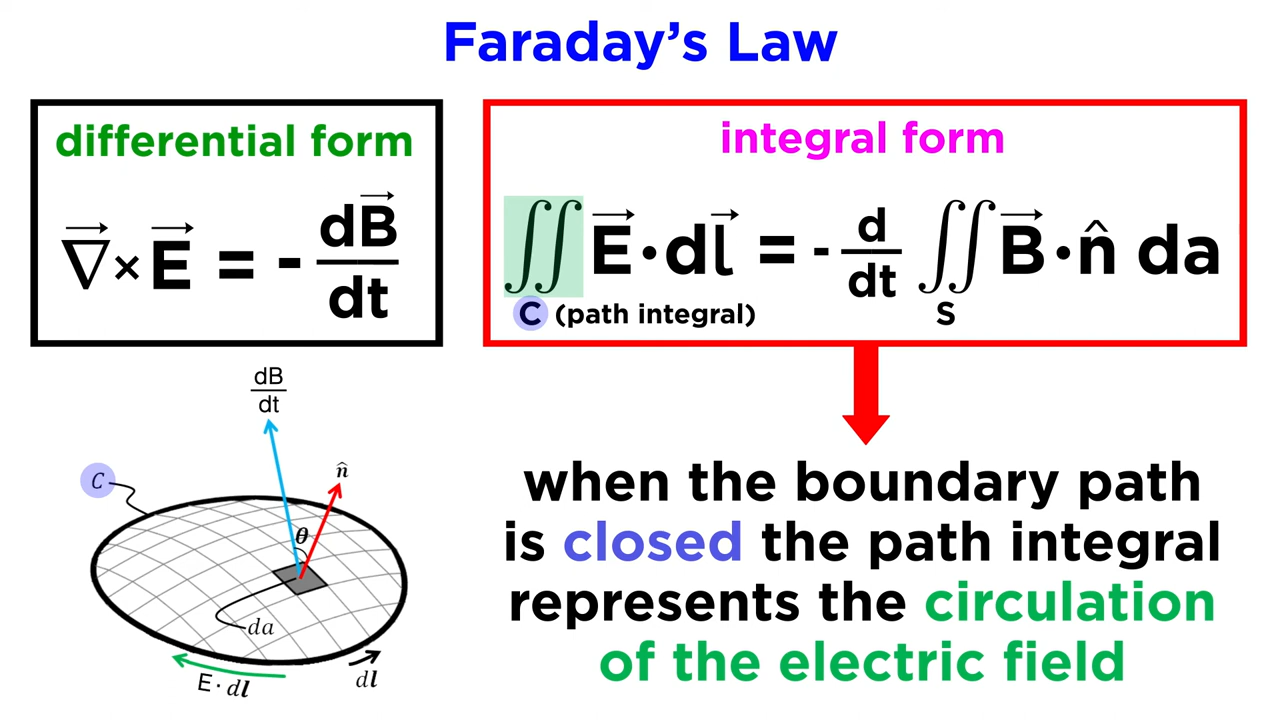 Faraday's Law
differential form
∇⃗ × E⃗ = - dB⃗/dt
integral form
∬ E⃗ · dl⃗ = - d/dt ∬ B⃗ · n̂ da
C (path integral)
S
when the boundary path
is closed the path integral
represents the circulation
of the electric field
dB/dt
n̂
C
θ
da
E · dl
dl